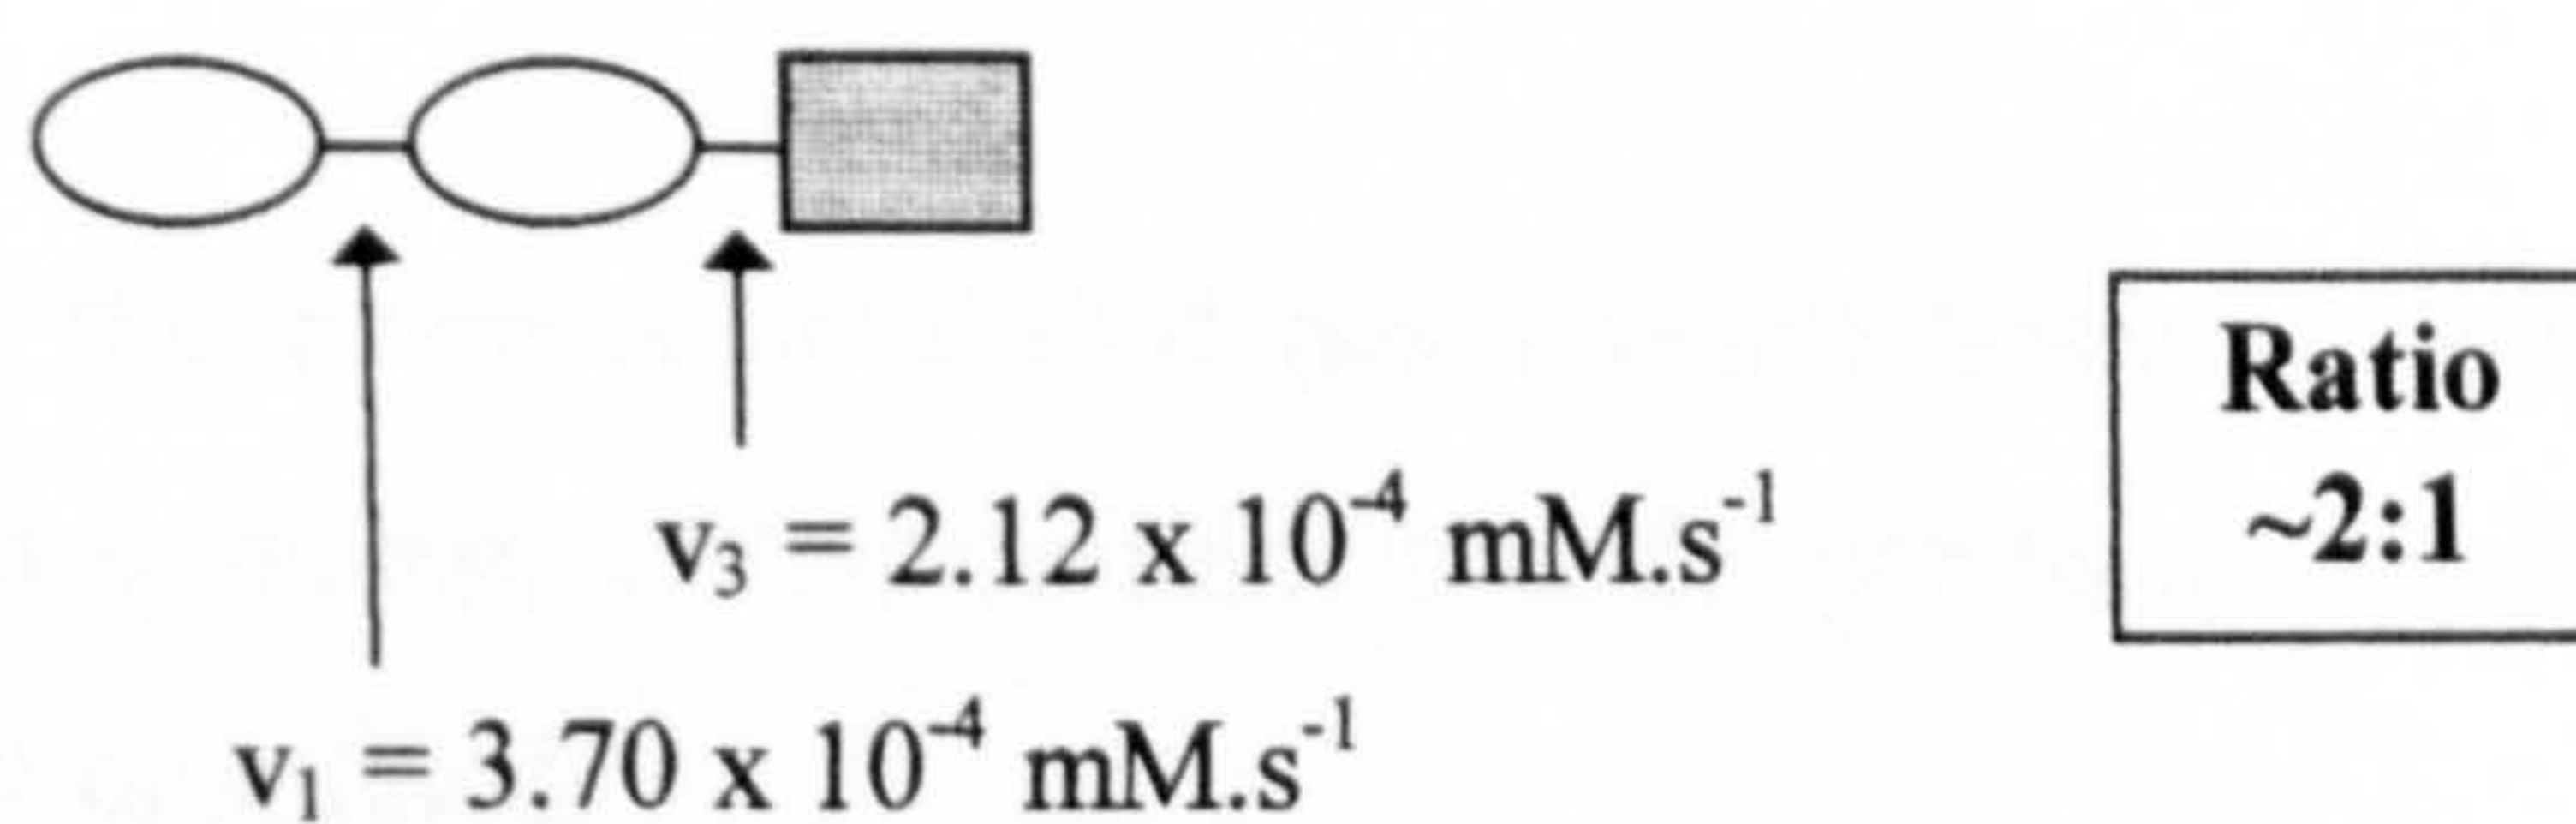 v₃ = 2.12 x 10⁻⁴ mM.s⁻¹
v₁ = 3.70 x 10⁻⁴ mM.s⁻¹
Ratio
~2:1